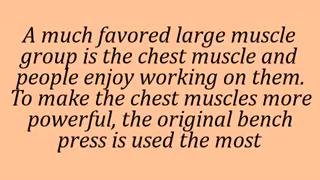 A much favored large muscle
group is the chest muscle and
people enjoy working on them.
To make the chest muscles more
powerful, the original bench
press is used the most